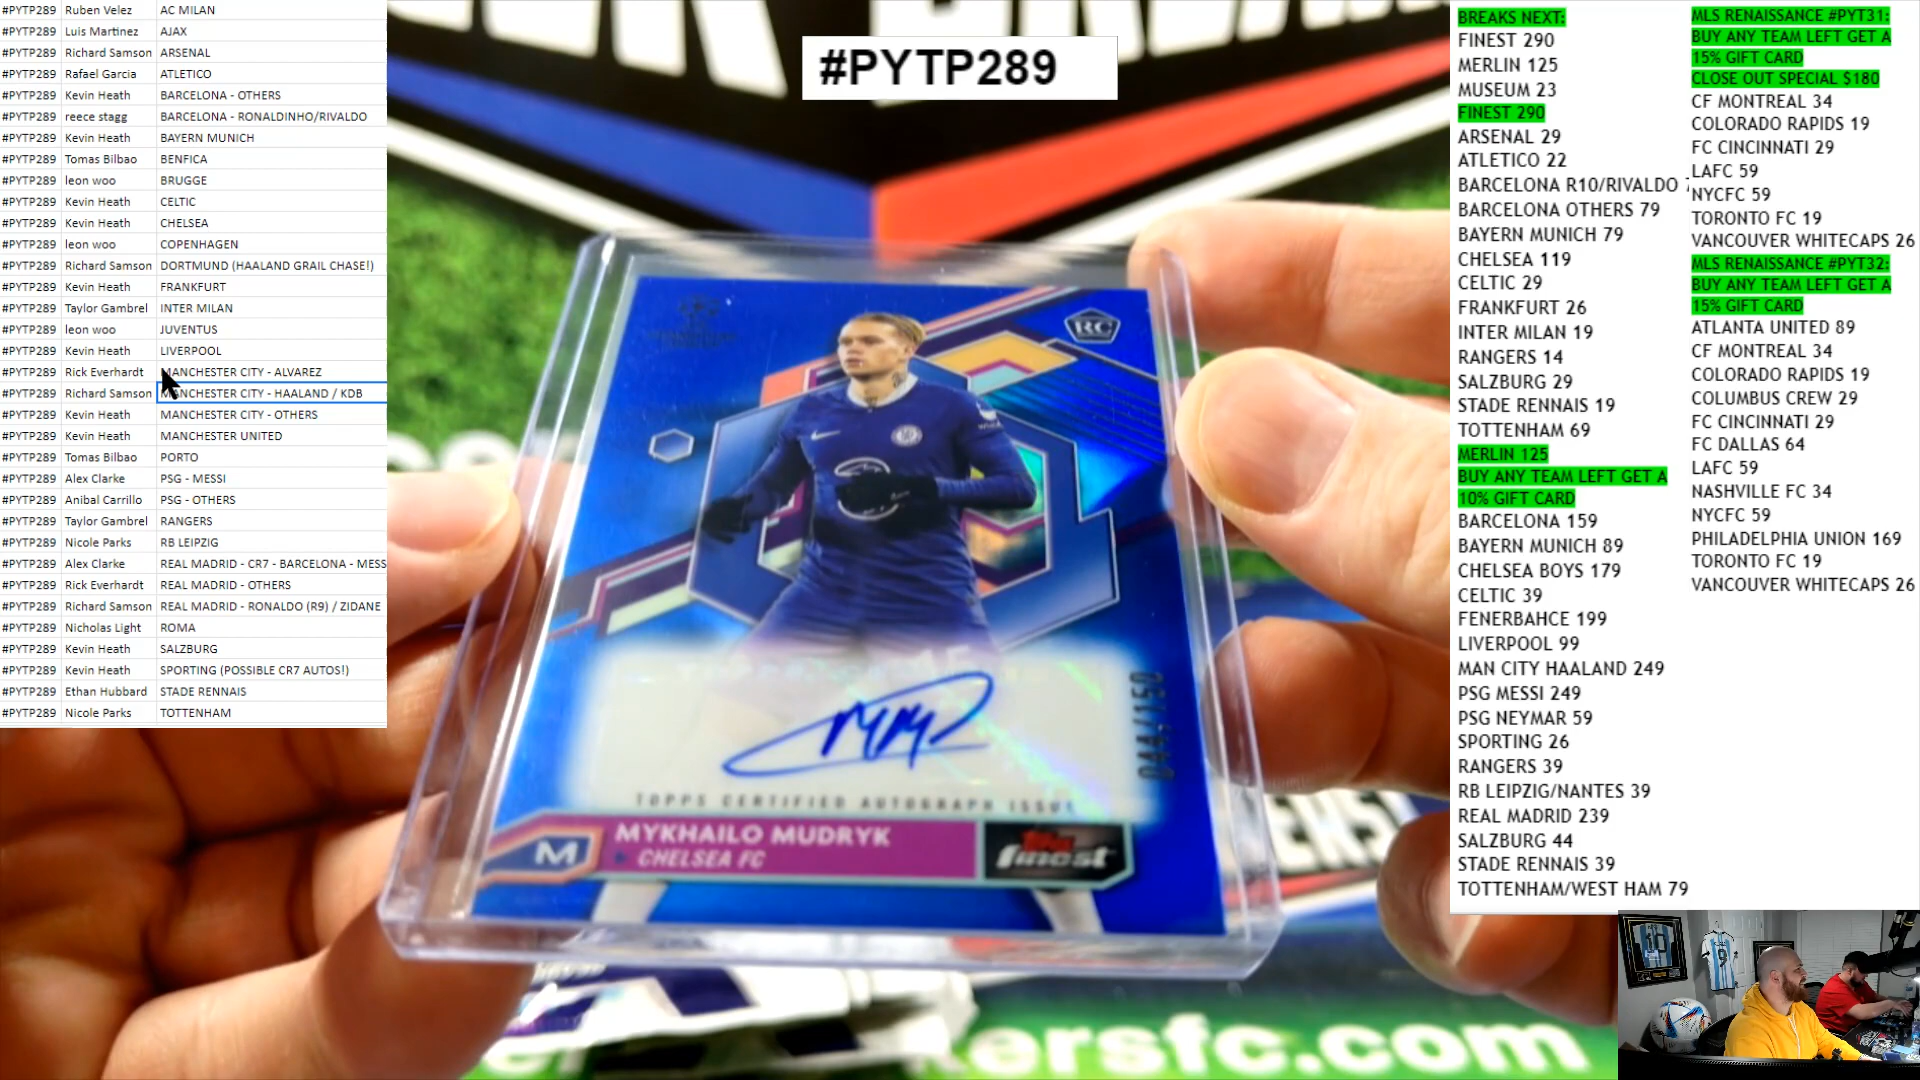 #PYTP289 Ruben Velez AC MILAN
#PYTP289 Luis Martinez AJAX
#PYTP289 Richard Samson ARSENAL
#PYTP289 Rafael Garcia ATLETICO
#PYTP289 Kevin Heath BARCELONA - OTHERS
#PYTP289 reece stagg BARCELONA - RONALDINHO/RIVALDO
#PYTP289 Kevin Heath BAYERN MUNICH
#PYTP289 Tomas Bilbao BENFICA
#PYTP289 leon woo BRUGGE
#PYTP289 Kevin Heath CELTIC
#PYTP289 Kevin Heath CHELSEA
#PYTP289 leon woo COPENHAGEN
#PYTP289 Richard Samson DORTMUND (HAALAND GRAIL CHASE!)
#PYTP289 Kevin Heath FRANKFURT
#PYTP289 Taylor Gambrel INTER MILAN
#PYTP289 leon woo JUVENTUS
#PYTP289 Kevin Heath LIVERPOOL
#PYTP289 Rick Everhardt MANCHESTER CITY - ALVAREZ
#PYTP289 Richard Samson MANCHESTER CITY - HAALAND / KDB
#PYTP289 Kevin Heath MANCHESTER CITY - OTHERS
#PYTP289 Kevin Heath MANCHESTER UNITED
#PYTP289 Tomas Bilbao PORTO
#PYTP289 Alex Clarke PSG - MESSI
#PYTP289 Anibal Carrillo PSG - OTHERS
#PYTP289 Taylor Gambrel RANGERS
#PYTP289 Nicole Parks RB LEIPZIG
#PYTP289 Alex Clarke REAL MADRID - CR7 - BARCELONA - MESS
#PYTP289 Rick Everhardt REAL MADRID - OTHERS
#PYTP289 Richard Samson REAL MADRID - RONALDO (R9) / ZIDANE
#PYTP289 Nicholas Light ROMA
#PYTP289 Kevin Heath SALZBURG
#PYTP289 Kevin Heath SPORTING (POSSIBLE CR7 AUTOS!)
#PYTP289 Ethan Hubbard STADE RENNAIS
#PYTP289 Nicole Parks TOTTENHAM
#PYTP289
RC
044/150
TOPPS CERTIFIED AUTOGRAPH ISSUE
M
MYKHAILO MUDRYK
CHELSEA FC
Topps
finest
ersfc.com
BREAKS NEXT:
FINEST 290
MERLIN 125
MUSEUM 23
FINEST 290
ARSENAL 29
ATLETICO 22
BARCELONA R10/RIVALDO
BARCELONA OTHERS 79
BAYERN MUNICH 79
CHELSEA 119
CELTIC 29
FRANKFURT 26
INTER MILAN 19
RANGERS 14
SALZBURG 29
STADE RENNAIS 19
TOTTENHAM 69
MERLIN 125
BUY ANY TEAM LEFT GET A
10% GIFT CARD
BARCELONA 159
BAYERN MUNICH 89
CHELSEA BOYS 179
CELTIC 39
FENERBAHCE 199
LIVERPOOL 99
MAN CITY HAALAND 249
PSG MESSI 249
PSG NEYMAR 59
SPORTING 26
RANGERS 39
RB LEIPZIG/NANTES 39
REAL MADRID 239
SALZBURG 44
STADE RENNAIS 39
TOTTENHAM/WEST HAM 79
MLS RENAISSANCE #PYT31:
BUY ANY TEAM LEFT GET A
15% GIFT CARD
CLOSE OUT SPECIAL $180
CF MONTREAL 34
COLORADO RAPIDS 19
FC CINCINNATI 29
LAFC 59
NYCFC 59
TORONTO FC 19
VANCOUVER WHITECAPS 26
MLS RENAISSANCE #PYT32:
BUY ANY TEAM LEFT GET A
15% GIFT CARD
ATLANTA UNITED 89
CF MONTREAL 34
COLORADO RAPIDS 19
COLUMBUS CREW 29
FC CINCINNATI 29
FC DALLAS 64
LAFC 59
NASHVILLE FC 34
NYCFC 59
PHILADELPHIA UNION 169
TORONTO FC 19
VANCOUVER WHITECAPS 26